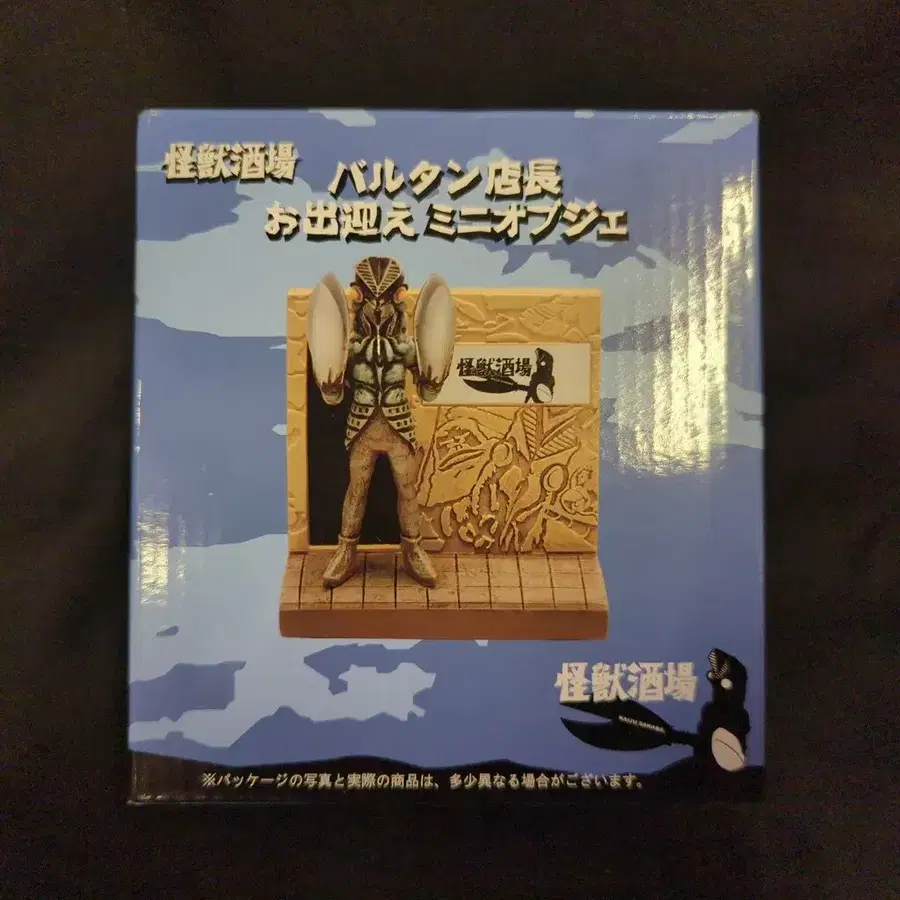 怪獣酒場
バルタン店長
お出迎え ミニオブジェ
怪獣酒場
怪獣酒場
KAIJU SAKABA
※パッケージの写真と実際の商品は、多少異なる場合がございます。